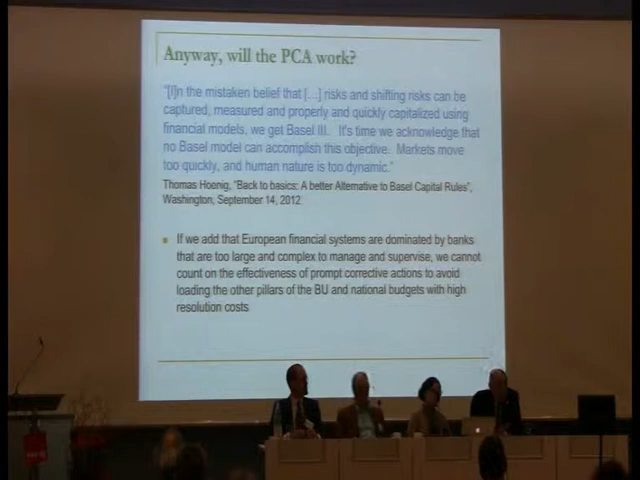 Anyway, will the PCA work?
"[I]n the mistaken belief that [...] risks and shifting risks can be
captured, measured and properly and quickly capitalized using
financial models, we get Basel III. It's time we acknowledge that
no Basel model can accomplish this objective. Markets move
too quickly, and human nature is too dynamic."
Thomas Hoenig, "Back to basics: A better Alternative to Basel Capital Rules",
Washington, September 14, 2012
If we add that European financial systems are dominated by banks
that are too large and complex to manage and supervise, we cannot
count on the effectiveness of prompt corrective actions to avoid
loading the other pillars of the BU and national budgets with high
resolution costs